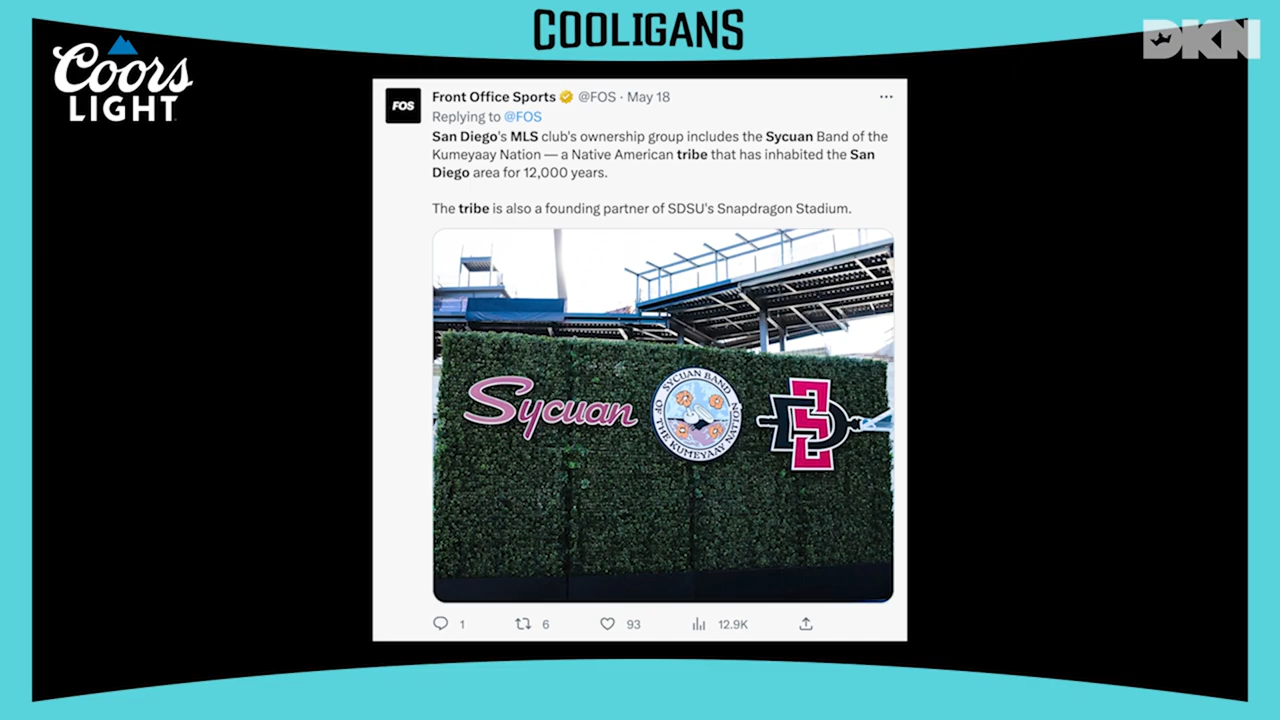 COOLIGANS
DKN
Coors
LIGHT
FOS
Front Office Sports @FOS · May 18
Replying to @FOS
San Diego's MLS club's ownership group includes the Sycuan Band of the
Kumeyaay Nation — a Native American tribe that has inhabited the San
Diego area for 12,000 years.
The tribe is also a founding partner of SDSU's Snapdragon Stadium.
Sycuan
SYCUAN BAND
OF THE KUMEYAAY NATION
SD
1 6 93 12.9K